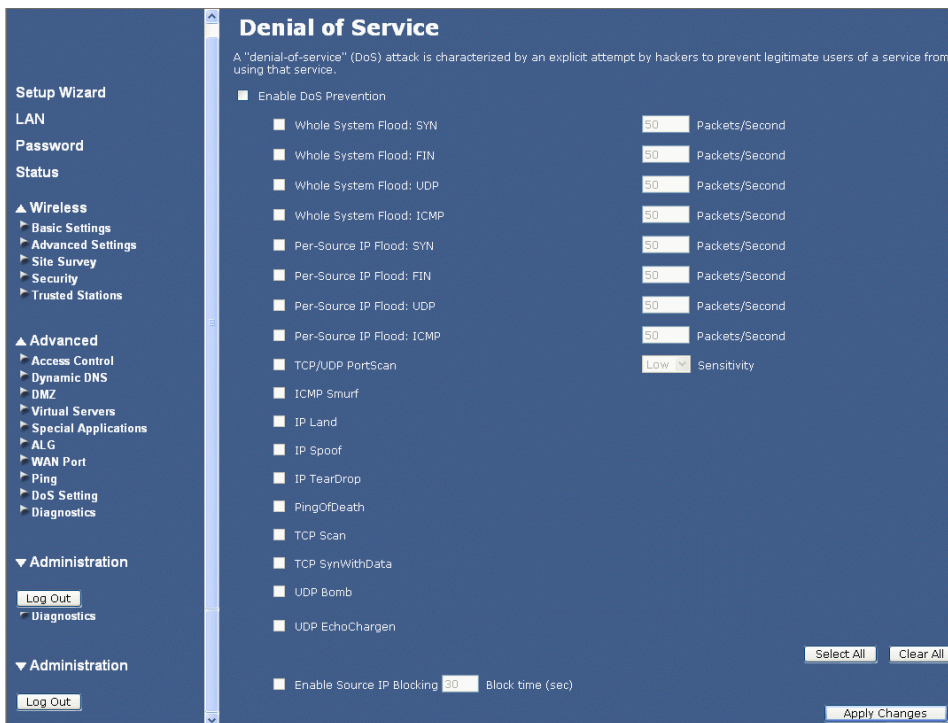 Setup Wizard
LAN
Password
Status
Wireless
Basic Settings
Advanced Settings
Site Survey
Security
Trusted Stations
Advanced
Access Control
Dynamic DNS
DMZ
Virtual Servers
Special Applications
ALG
WAN Port
Ping
DoS Setting
Diagnostics
Administration
Log Out
Diagnostics
Administration
Log Out
Denial of Service
A "denial-of-service" (DoS) attack is characterized by an explicit attempt by hackers to prevent legitimate users of a service from
using that service.
Enable DoS Prevention
Whole System Flood: SYN 50 Packets/Second
Whole System Flood: FIN 50 Packets/Second
Whole System Flood: UDP 50 Packets/Second
Whole System Flood: ICMP 50 Packets/Second
Per-Source IP Flood: SYN 50 Packets/Second
Per-Source IP Flood: FIN 50 Packets/Second
Per-Source IP Flood: UDP 50 Packets/Second
Per-Source IP Flood: ICMP 50 Packets/Second
TCP/UDP PortScan Low Sensitivity
ICMP Smurf
IP Land
IP Spoof
IP TearDrop
PingOfDeath
TCP Scan
TCP SynWithData
UDP Bomb
UDP EchoChargen
Select All Clear All
Enable Source IP Blocking 30 Block time (sec)
Apply Changes